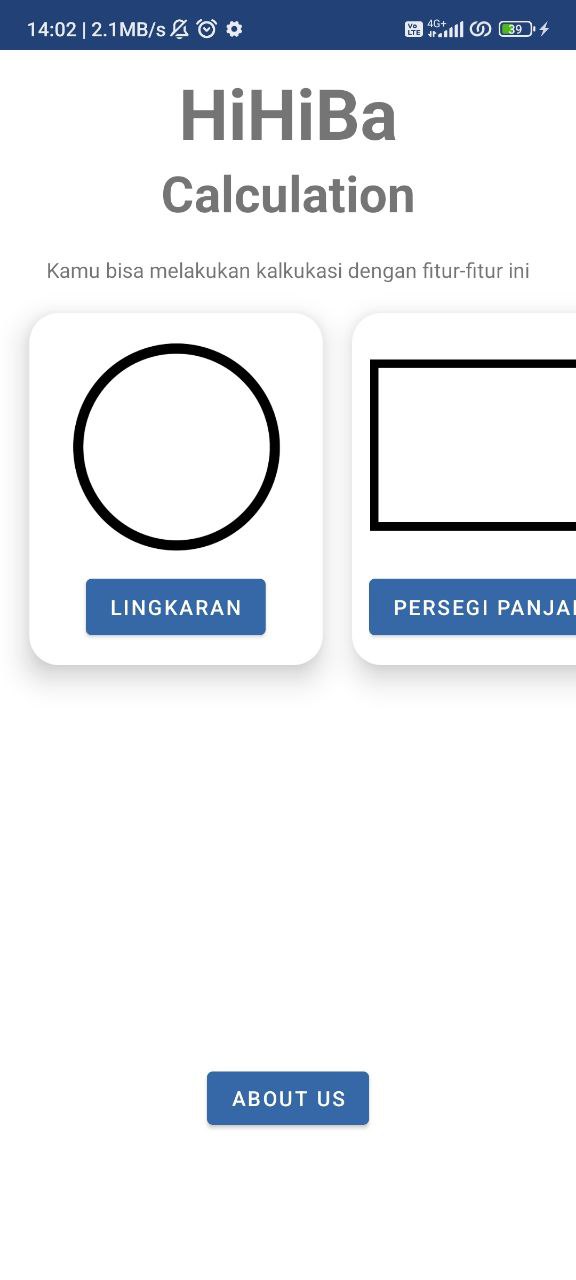 14:02 | 2.1MB/s
Vo LTE 4G+ 39
HiHiBa
Calculation
Kamu bisa melakukan kalkukasi dengan fitur-fitur ini
LINGKARAN
PERSEGI PANJA
ABOUT US